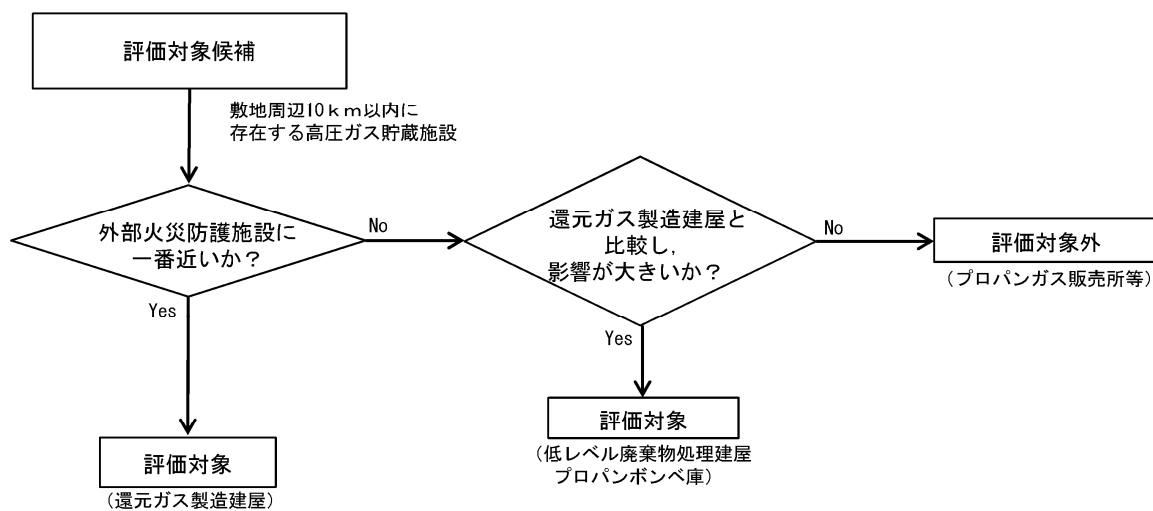 評価対象候補
敷地周辺10ｋｍ以内に
存在する高圧ガス貯蔵施設
外部火災防護施設に
一番近いか？
No
還元ガス製造建屋と
比較し，
影響が大きいか？
No
評価対象外
（プロパンガス販売所等）
Yes
評価対象
（還元ガス製造建屋）
Yes
評価対象
（低レベル廃棄物処理建屋
プロパンボンベ庫）